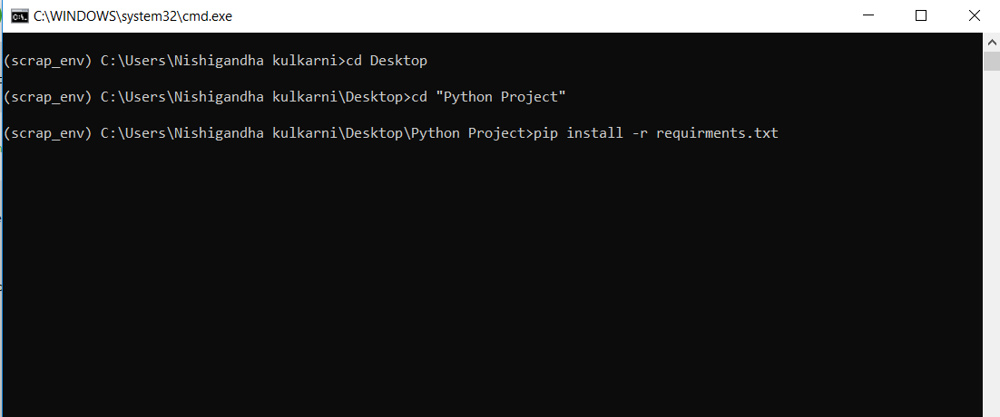 C:\WINDOWS\system32\cmd.exe
(scrap_env) C:\Users\Nishigandha kulkarni>cd Desktop
(scrap_env) C:\Users\Nishigandha kulkarni\Desktop>cd "Python Project"
(scrap_env) C:\Users\Nishigandha kulkarni\Desktop\Python Project>pip install -r requirments.txt